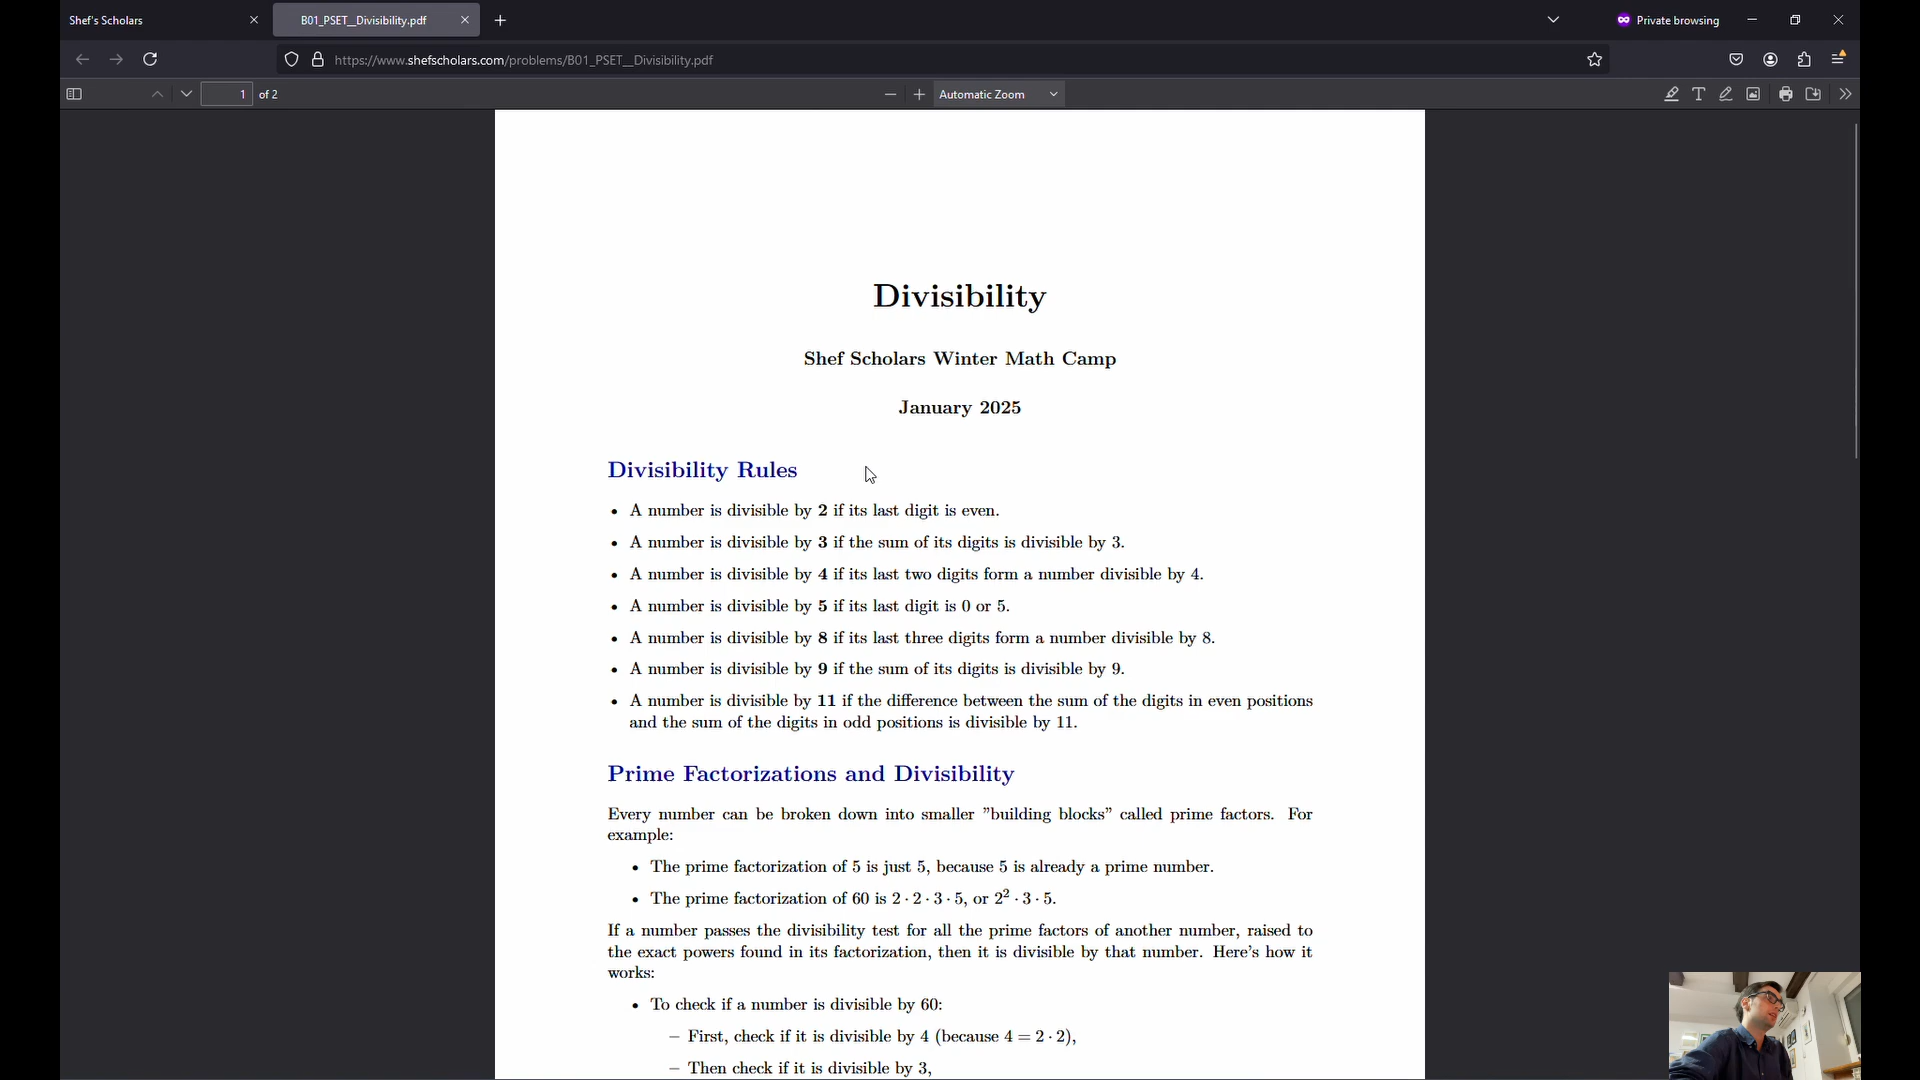 Shef's Scholars
B01_PSET__Divisibility.pdf
Private browsing
https://www.shefscholars.com/problems/B01_PSET__Divisibility.pdf
1 of 2
Automatic Zoom
Divisibility
Shef Scholars Winter Math Camp
January 2025
Divisibility Rules
• A number is divisible by 2 if its last digit is even.
• A number is divisible by 3 if the sum of its digits is divisible by 3.
• A number is divisible by 4 if its last two digits form a number divisible by 4.
• A number is divisible by 5 if its last digit is 0 or 5.
• A number is divisible by 8 if its last three digits form a number divisible by 8.
• A number is divisible by 9 if the sum of its digits is divisible by 9.
• A number is divisible by 11 if the difference between the sum of the digits in even positions
and the sum of the digits in odd positions is divisible by 11.
Prime Factorizations and Divisibility
Every number can be broken down into smaller ”building blocks” called prime factors. For
example:
• The prime factorization of 5 is just 5, because 5 is already a prime number.
• The prime factorization of 60 is 2 · 2 · 3 · 5, or 2² · 3 · 5.
If a number passes the divisibility test for all the prime factors of another number, raised to
the exact powers found in its factorization, then it is divisible by that number. Here’s how it
works:
• To check if a number is divisible by 60:
– First, check if it is divisible by 4 (because 4 = 2 · 2),
– Then check if it is divisible by 3,